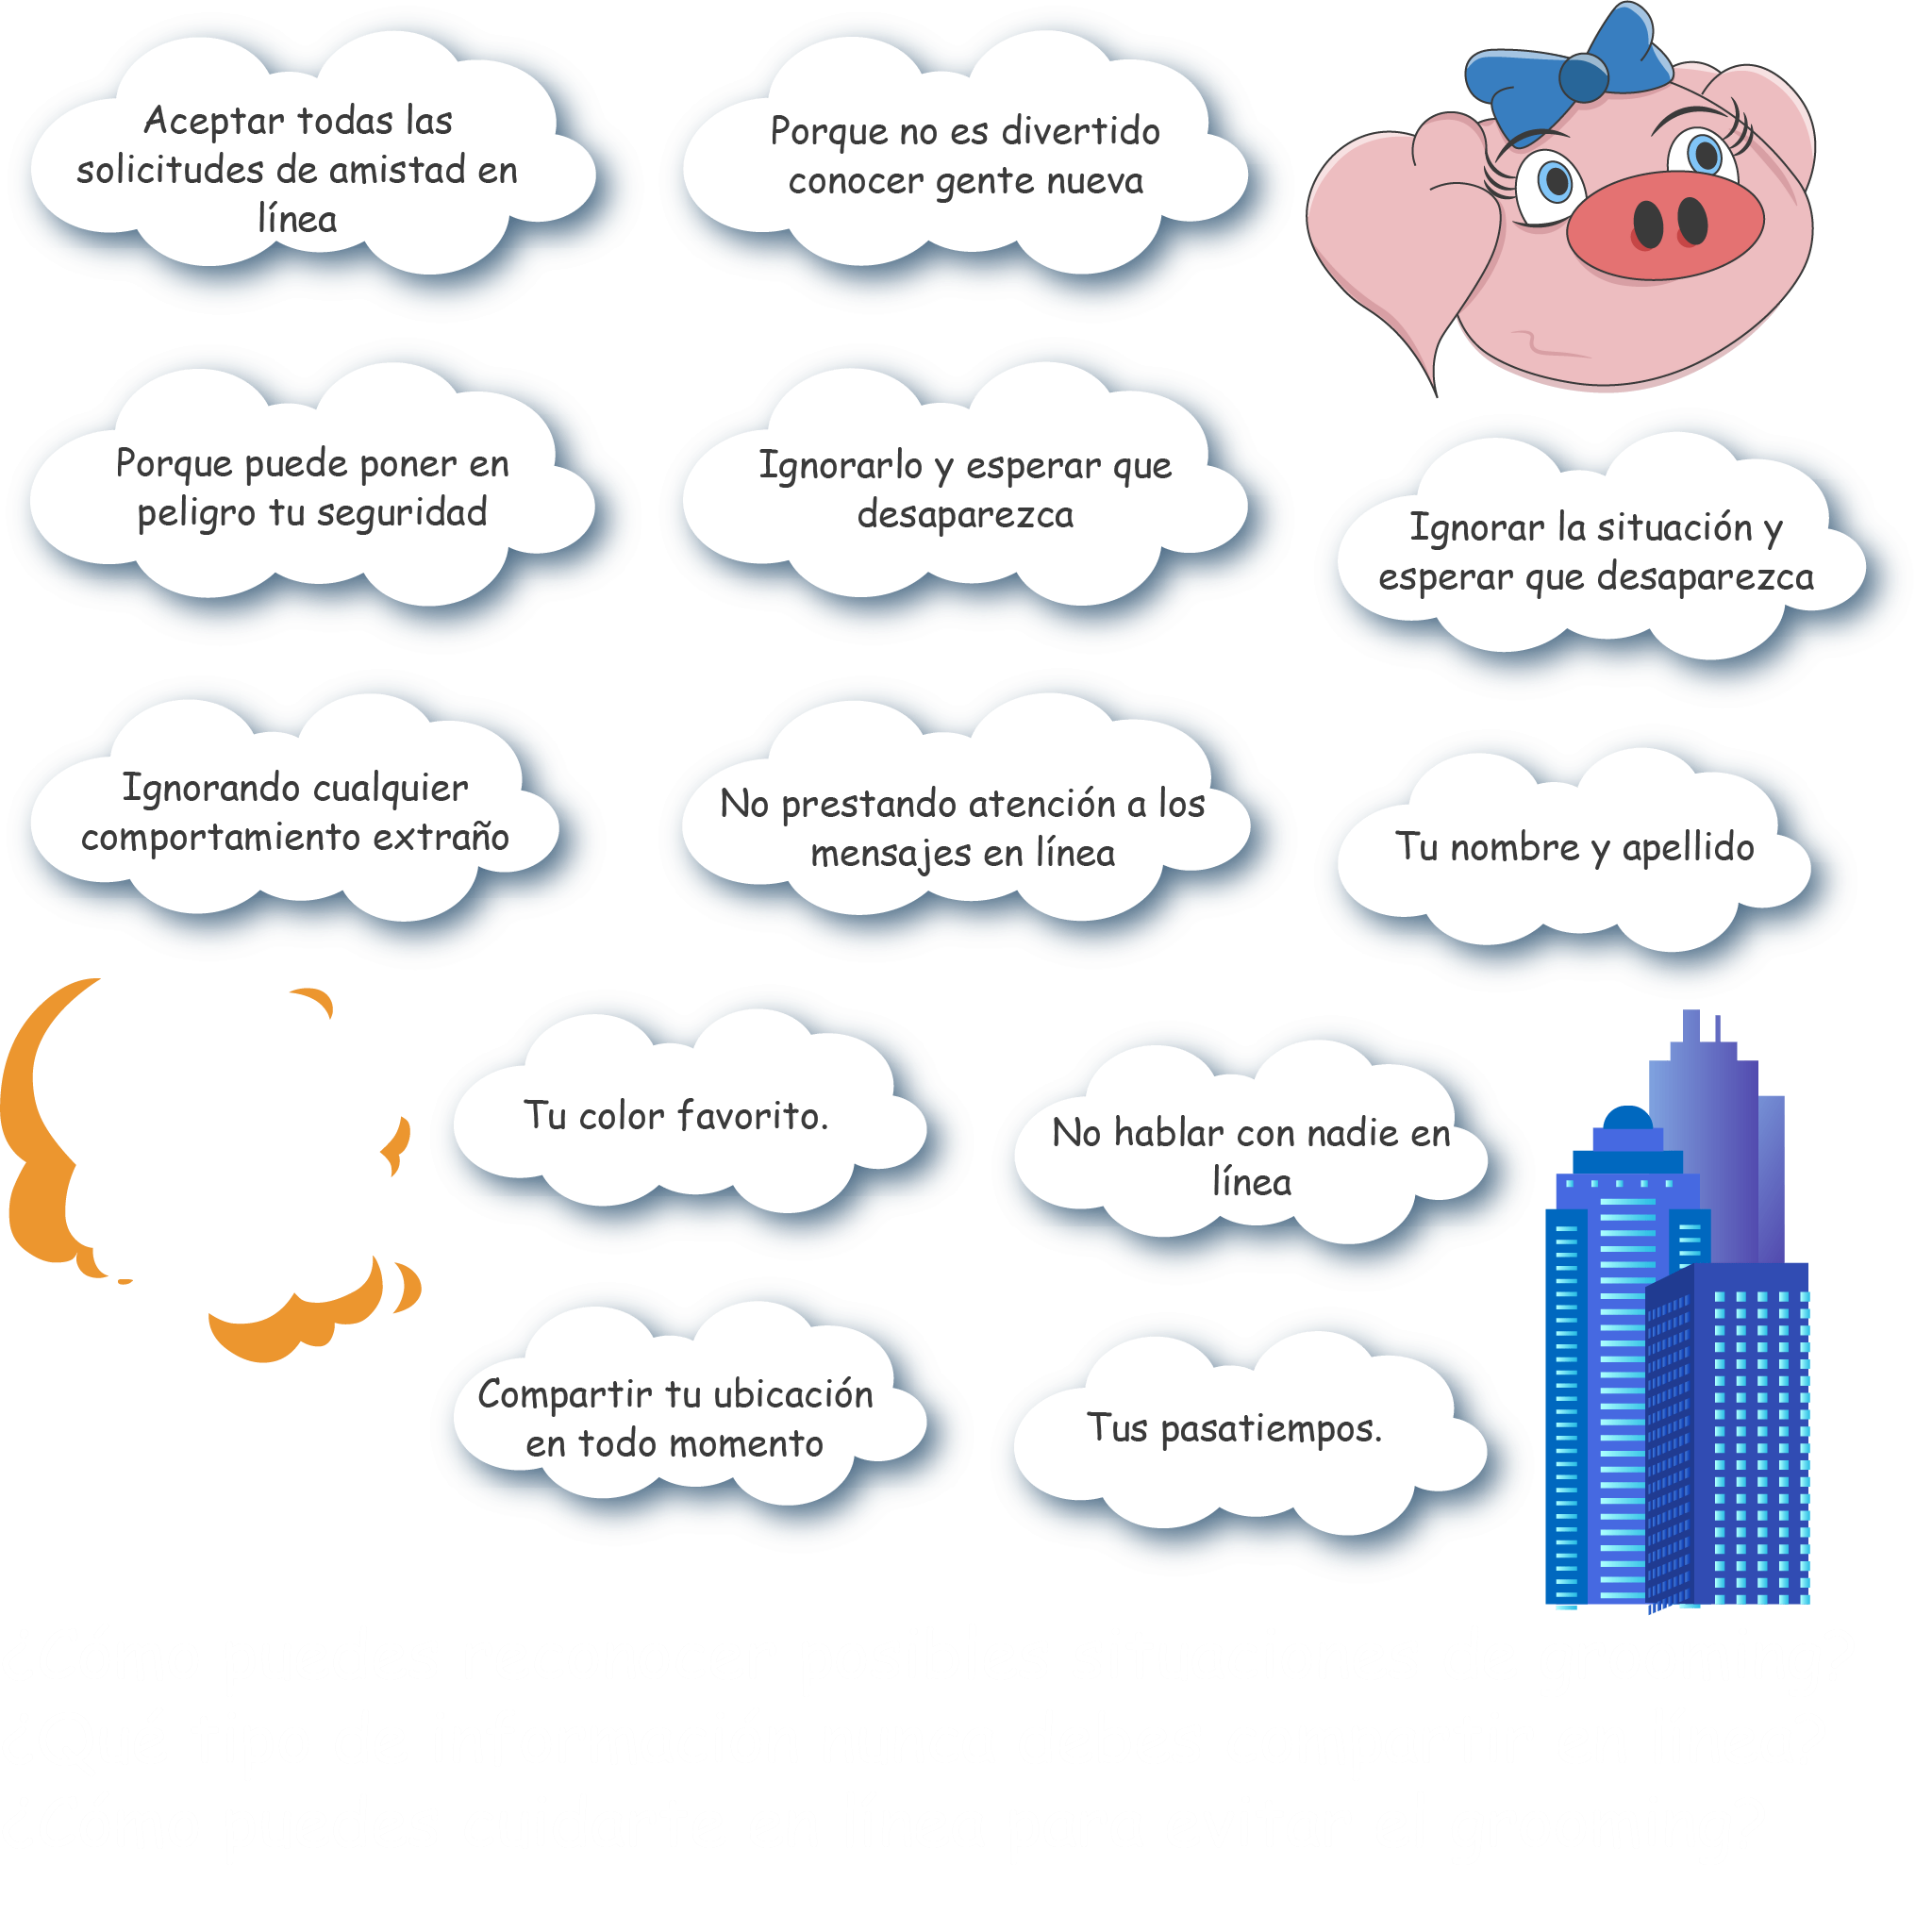 Aceptar todas las
solicitudes de amistad en
línea
Porque no es divertido
conocer gente nueva
Porque puede poner en
peligro tu seguridad
Ignorarlo y esperar que
desaparezca
Ignorar la situación y
esperar que desaparezca
Ignorando cualquier
comportamiento extraño
No prestando atención a los
mensajes en línea
Tu nombre y apellido
Tu color favorito.
No hablar con nadie en
línea
Compartir tu ubicación
en todo momento
Tus pasatiempos.